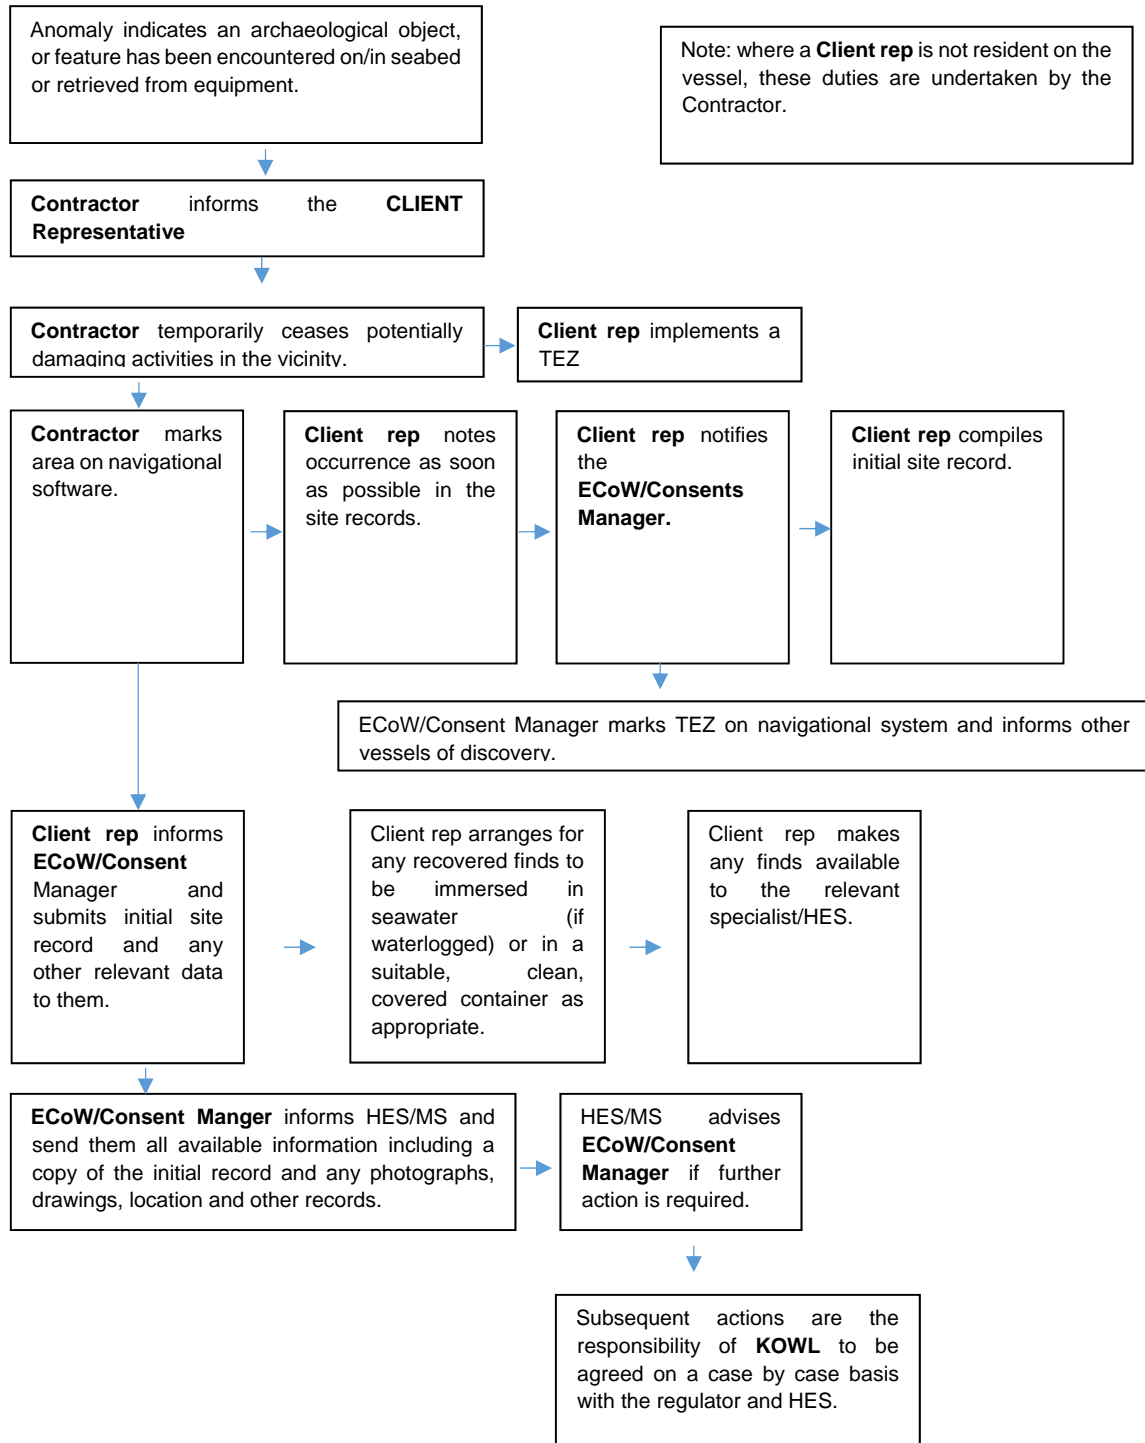 Anomaly indicates an archaeological object,
or feature has been encountered on/in seabed
or retrieved from equipment.
Note: where a Client rep is not resident on the
vessel, these duties are undertaken by the
Contractor.
Contractor informs the CLIENT
Representative
Contractor temporarily ceases potentially
damaging activities in the vicinity.
Client rep implements a
TEZ
Contractor marks
area on navigational
software.
Client rep notes
occurrence as soon
as possible in the
site records.
Client rep notifies
the
ECoW/Consents
Manager.
Client rep compiles
initial site record.
ECoW/Consent Manager marks TEZ on navigational system and informs other
vessels of discovery.
Client rep informs
ECoW/Consent
Manager and
submits initial site
record and any
other relevant data
to them.
Client rep arranges for
any recovered finds to
be immersed in
seawater (if
waterlogged) or in a
suitable, clean,
covered container as
appropriate.
Client rep makes
any finds available
to the relevant
specialist/HES.
ECoW/Consent Manger informs HES/MS and
send them all available information including a
copy of the initial record and any photographs,
drawings, location and other records.
HES/MS advises
ECoW/Consent
Manager if further
action is required.
Subsequent actions are the
responsibility of KOWL to be
agreed on a case by case basis
with the regulator and HES.